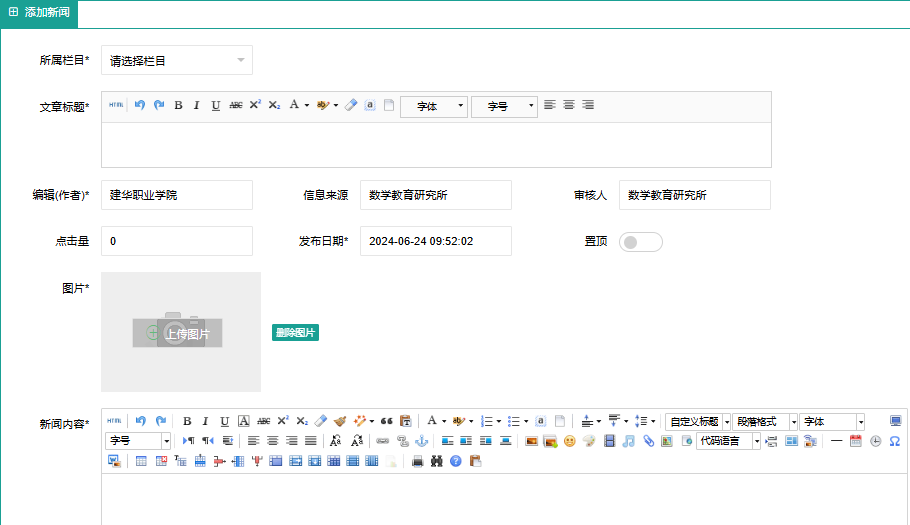 添加新闻
所属栏目* 请选择栏目
文章标题* HTML B I U ABC X² X₂ A ab a 字体 字号
编辑(作者)* 建华职业学院 信息来源 数学教育研究所 审核人 数学教育研究所
点击量 0 发布日期* 2024-06-24 09:52:02 置顶
图片* 上传图片 删除图片
新闻内容* HTML B I U A ABC X² X₂ A ab a 自定义标题 段落格式 字体
字号 代码语言 Ω